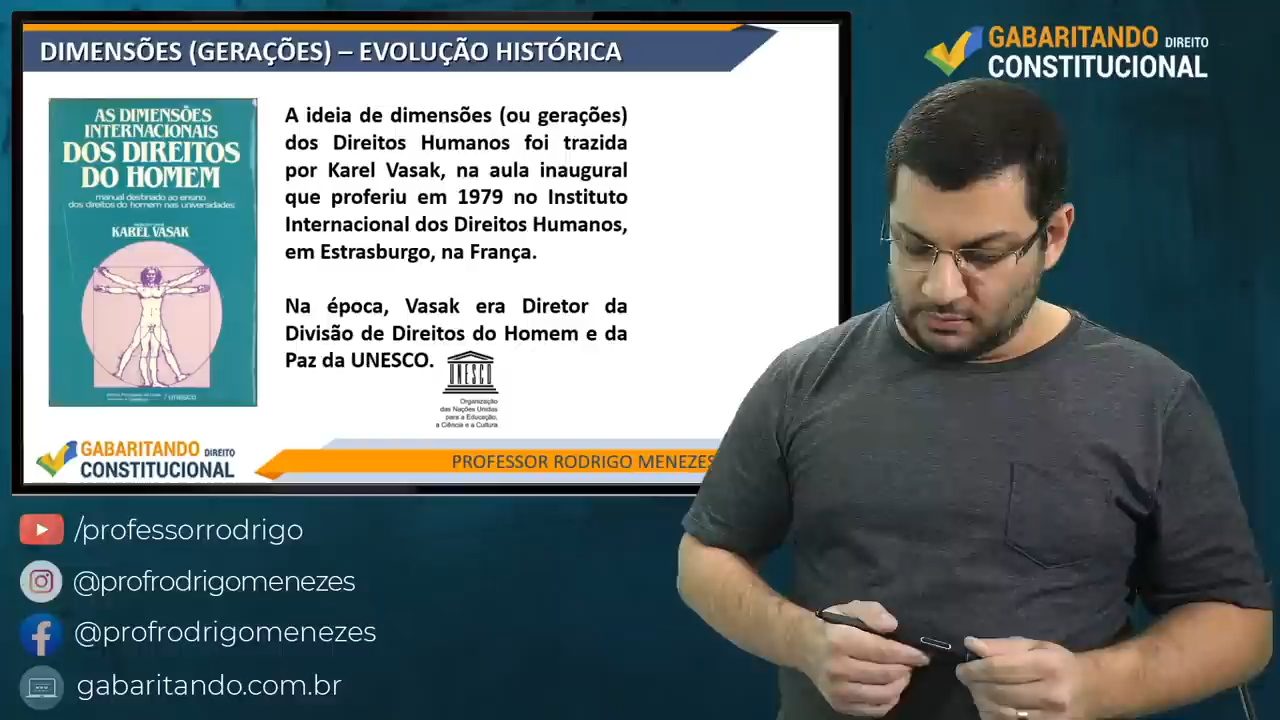 DIMENSÕES (GERAÇÕES) – EVOLUÇÃO HISTÓRICA
AS DIMENSÕES
INTERNACIONAIS
DOS DIREITOS
DO HOMEM
manual destinado ao ensino
dos direitos do homem nas universidades
KAREL VASAK
/ UNESCO
A ideia de dimensões (ou gerações)
dos Direitos Humanos foi trazida
por Karel Vasak, na aula inaugural
que proferiu em 1979 no Instituto
Internacional dos Direitos Humanos,
em Estrasburgo, na França.
Na época, Vasak era Diretor da
Divisão de Direitos do Homem e da
Paz da UNESCO.
UNESCO
Organização
das Nações Unidas
para a Educação,
a Ciência e a Cultura
GABARITANDO DIREITO
CONSTITUCIONAL
PROFESSOR RODRIGO MENEZES
GABARITANDO DIREITO
CONSTITUCIONAL
/professorrodrigo
@profrodrigomenezes
@profrodrigomenezes
gabaritando.com.br